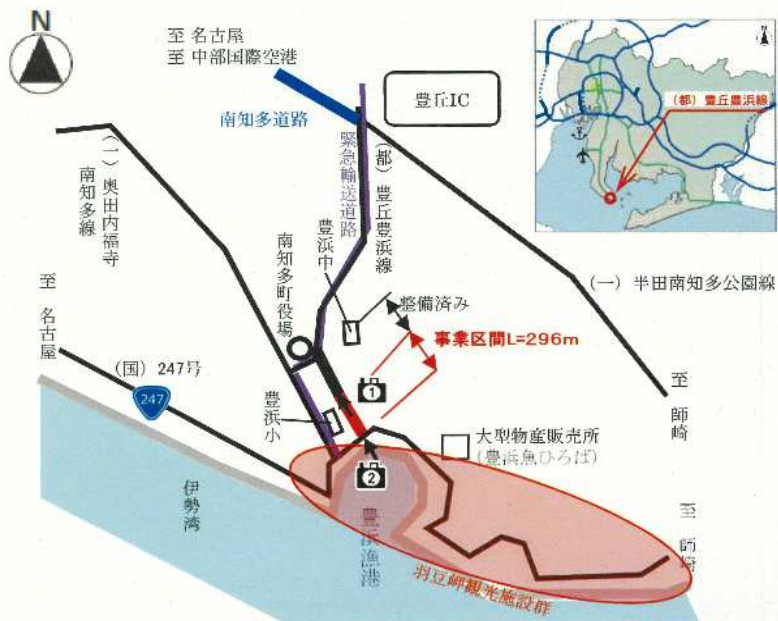 N
至 名古屋
至 中部国際空港
豊丘IC
南知多道路
(都) 豊丘豊浜線
緊急輸送道路
(都) 豊丘豊浜線
(一) 奥田内福寺
南知多線
南知多町役場
豊浜中
整備済み
事業区間L=296m
(一) 半田南知多公園線
至 名古屋
(国) 247号
247
豊浜小
1
2
大型物産販売所
(豊浜魚ひろば)
至 師崎
伊勢湾
豊浜漁港
至 師崎
羽豆岬観光施設群